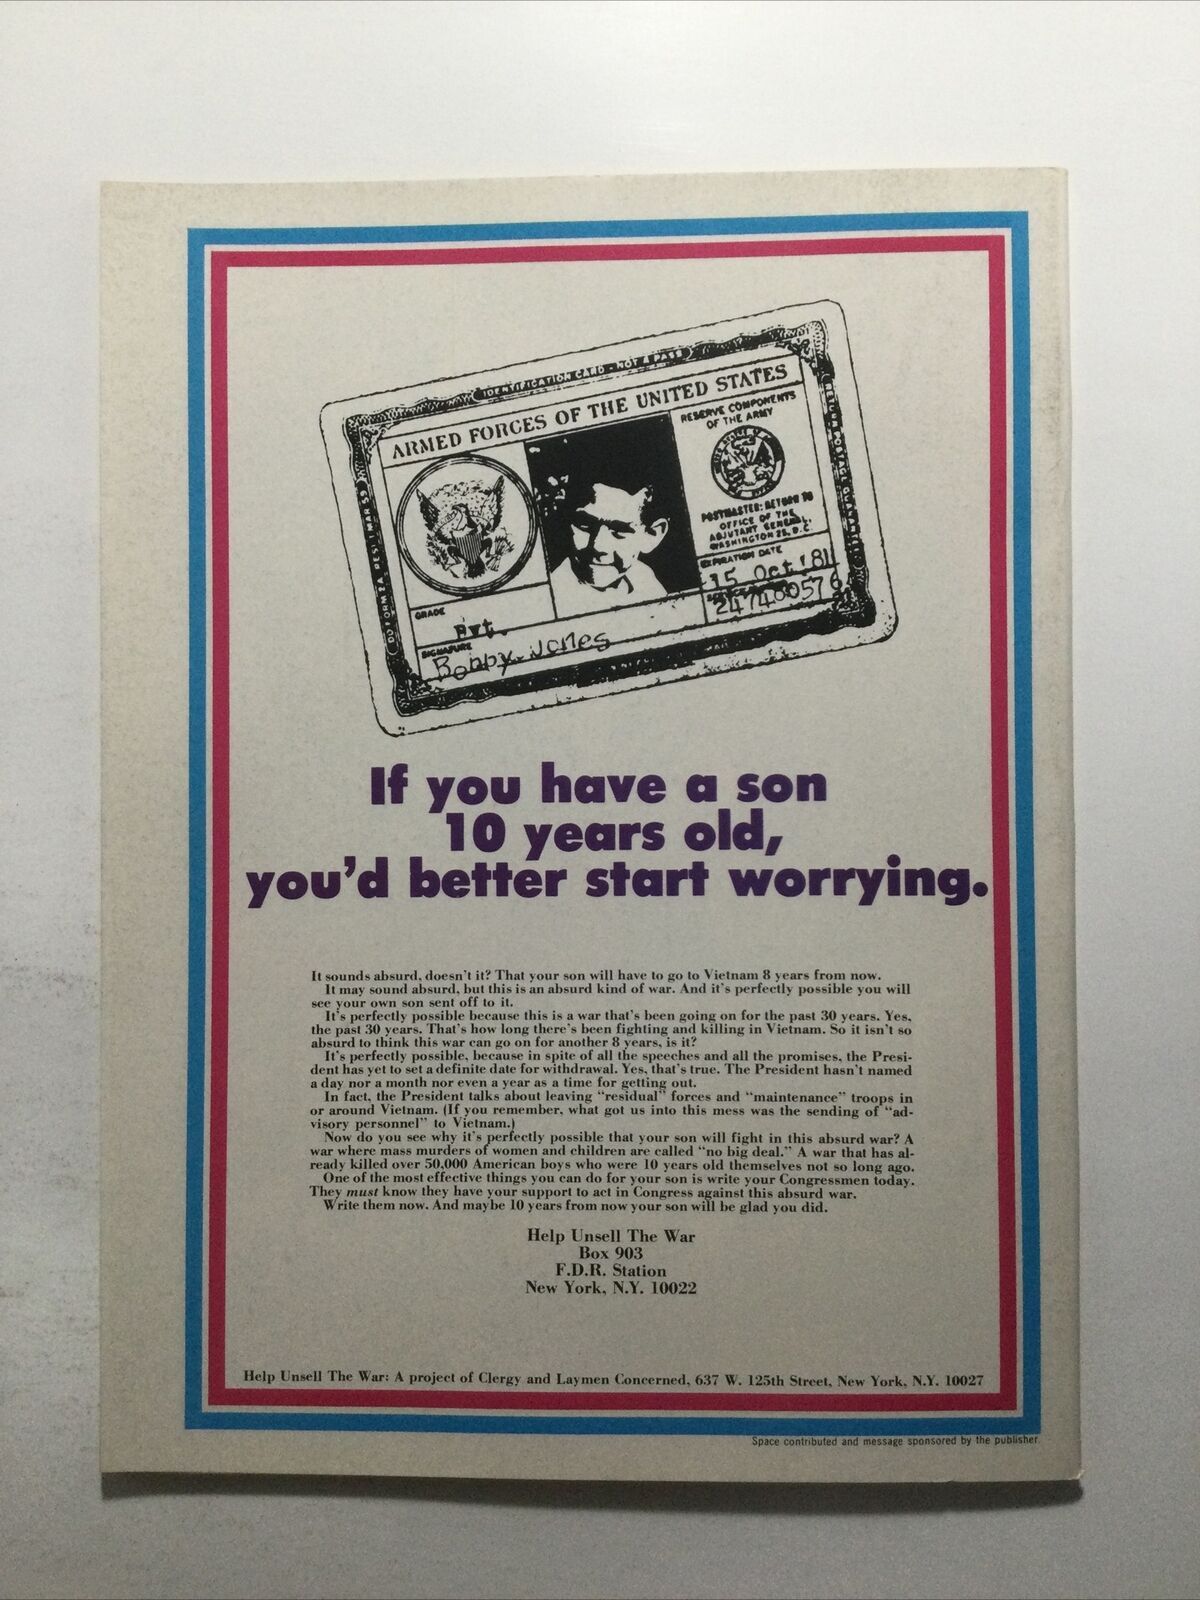 IDENTIFICATION CARD - NOT A PASS
ARMED FORCES OF THE UNITED STATES
RESERVE COMPONENTS
OF THE ARMY
POSTMASTER: RETURN TO
OFFICE OF THE
ADJUTANT GENERAL,
WASHINGTON 25, D.C.
EXPIRATION DATE
15 Oct 81
GRADE
Pvt.
SIGNATURE
Bobby Jones
If you have a son
10 years old,
you'd better start worrying.
It sounds absurd, doesn't it? That your son will have to go to Vietnam 8 years from now.
It may sound absurd, but this is an absurd kind of war. And it's perfectly possible you will
see your own son sent off to it.
It's perfectly possible because this is a war that's been going on for the past 30 years. Yes,
the past 30 years. That's how long there's been fighting and killing in Vietnam. So it isn't so
absurd to think this war can go on for another 8 years, is it?
It's perfectly possible, because in spite of all the speeches and all the promises, the Presi-
dent has yet to set a definite date for withdrawal. Yes, that's true. The President hasn't named
a day nor a month nor even a year as a time for getting out.
In fact, the President talks about leaving "residual" forces and "maintenance" troops in
or around Vietnam. (If you remember, what got us into this mess was the sending of "ad-
visory personnel" to Vietnam.)
Now do you see why it's perfectly possible that your son will fight in this absurd war? A
war where mass murders of women and children are called "no big deal." A war that has al-
ready killed over 50,000 American boys who were 10 years old themselves not so long ago.
One of the most effective things you can do for your son is write your Congressmen today.
They must know they have your support to act in Congress against this absurd war.
Write them now. And maybe 10 years from now your son will be glad you did.
Help Unsell The War
Box 903
F.D.R. Station
New York, N.Y. 10022
Help Unsell The War: A project of Clergy and Laymen Concerned, 637 W. 125th Street, New York, N.Y. 10027
Space contributed and message sponsored by the publisher